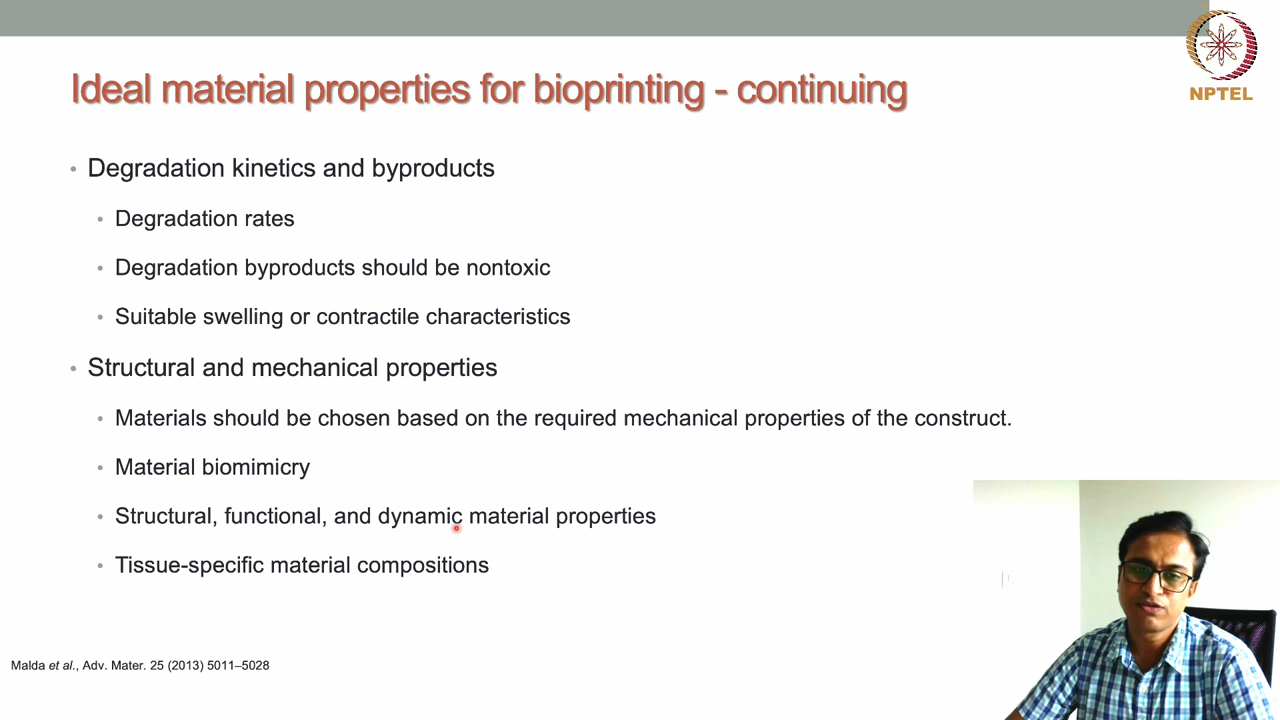 NPTEL
Ideal material properties for bioprinting - continuing
• Degradation kinetics and byproducts
• Degradation rates
• Degradation byproducts should be nontoxic
• Suitable swelling or contractile characteristics
• Structural and mechanical properties
• Materials should be chosen based on the required mechanical properties of the construct.
• Material biomimicry
• Structural, functional, and dynamic material properties
• Tissue-specific material compositions
Malda et al., Adv. Mater. 25 (2013) 5011–5028